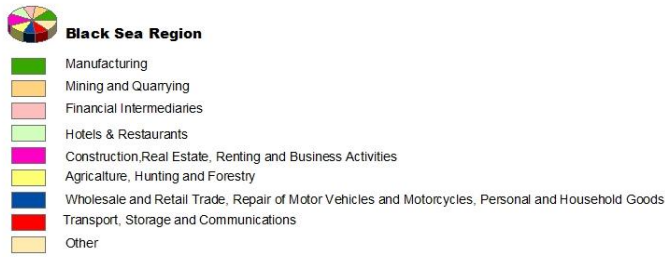 Black Sea Region
Manufacturing
Mining and Quarrying
Financial Intermediaries
Hotels & Restaurants
Construction,Real Estate, Renting and Business Activities
Agriculture, Hunting and Forestry
Wholesale and Retail Trade, Repair of Motor Vehicles and Motorcycles, Personal and Household Goods
Transport, Storage and Communications
Other